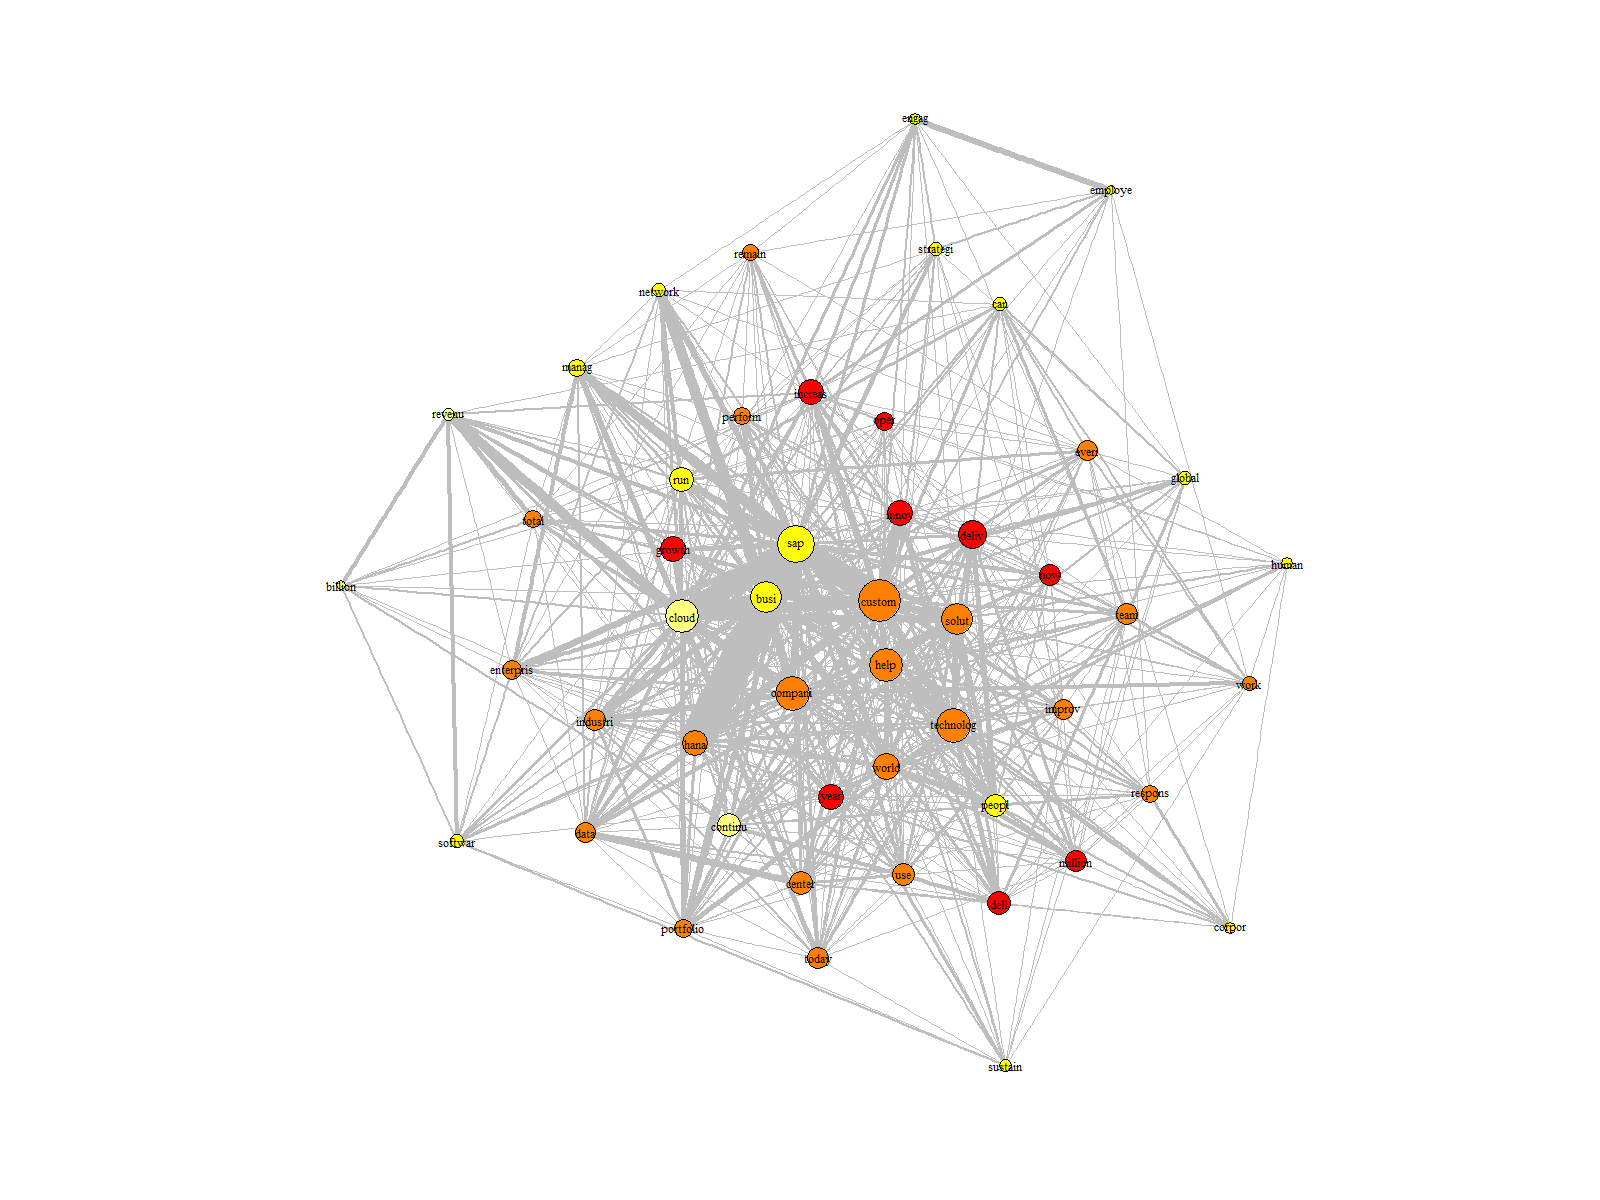 engag
employe
strategi
remain
network
can
manag
increas
revenu
perform
oper
everi
run
global
innov
total
deliv
sap
growth
human
now
billion
busi
custom
team
cloud
solut
help
enterpris
work
compani
improv
industri
technolog
hana
world
respons
year
peopl
continu
data
softwar
million
use
center
dell
corpor
portfolio
today
sustain